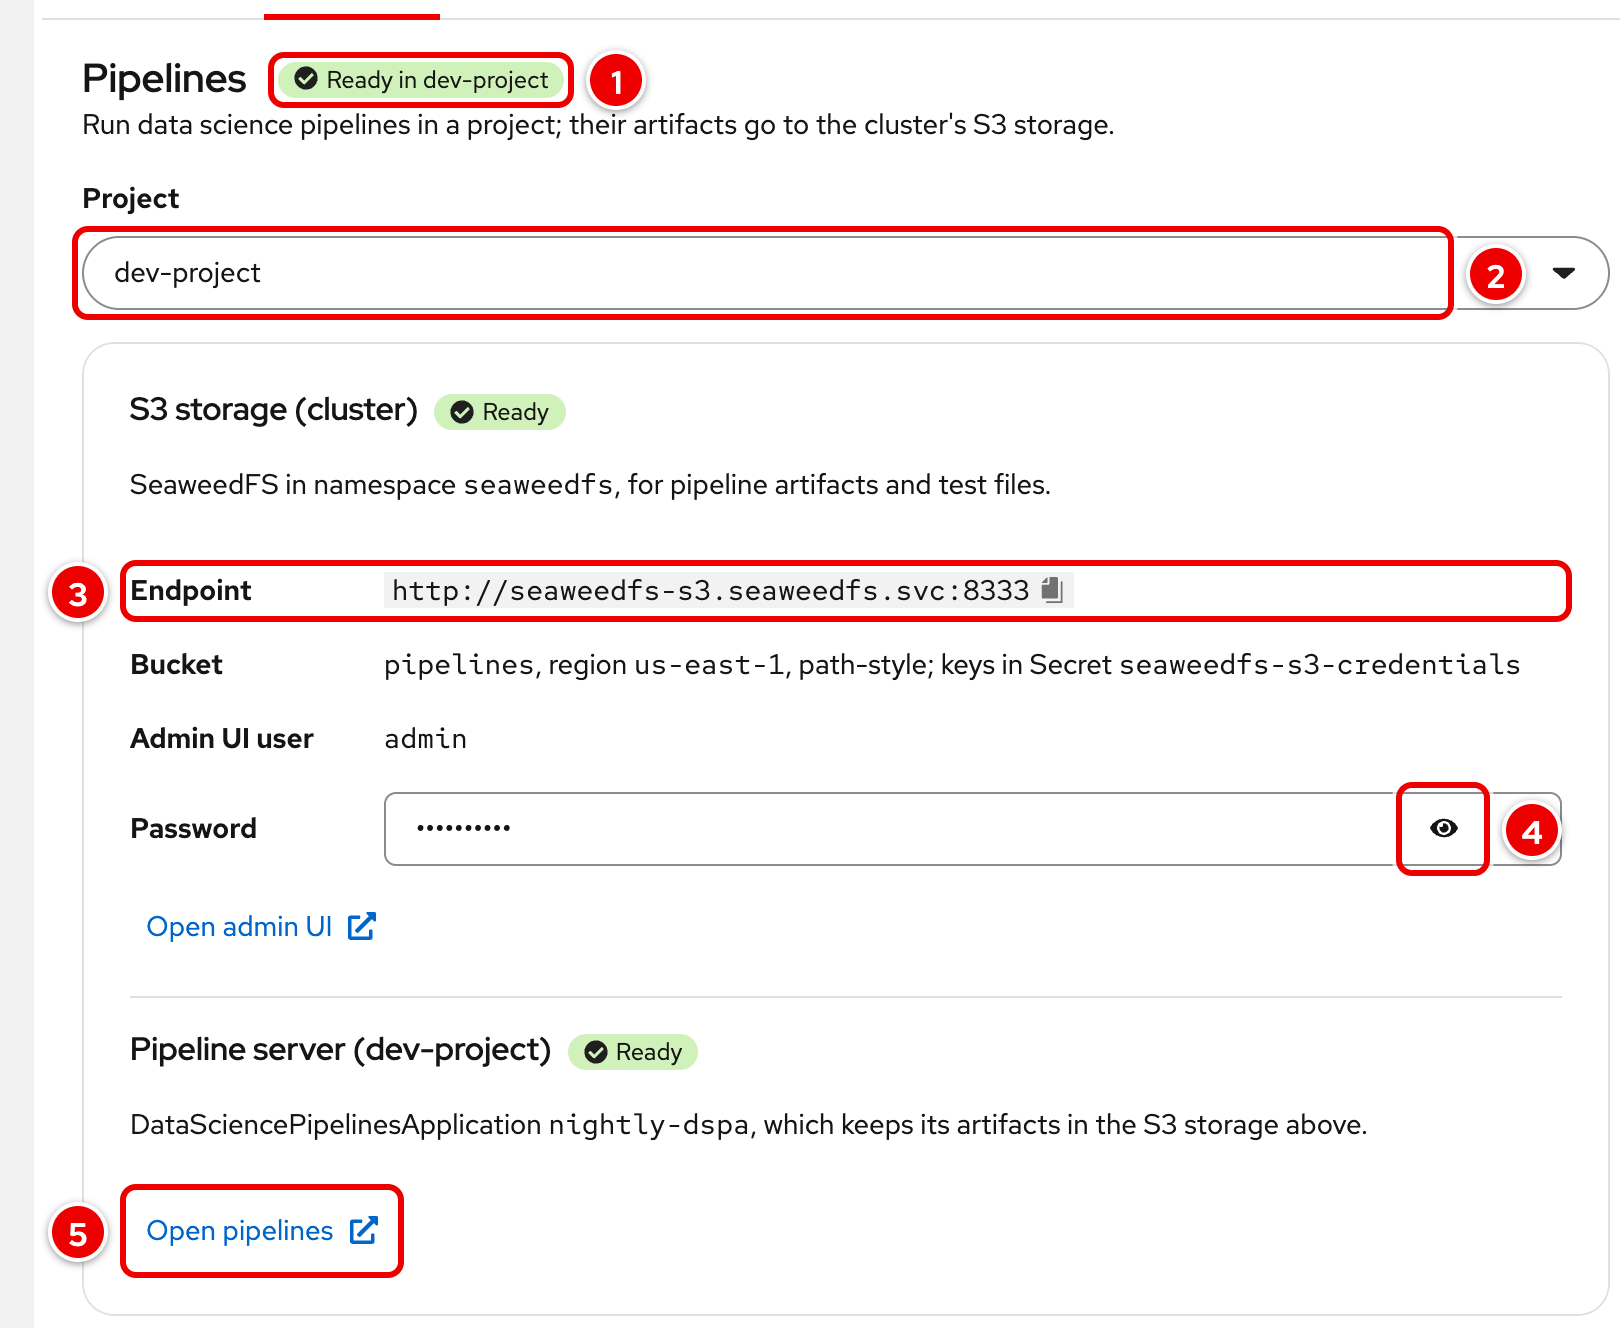 Pipelines Ready in dev-project 1
Run data science pipelines in a project; their artifacts go to the cluster's S3 storage.
Project
dev-project 2
S3 storage (cluster) Ready
SeaweedFS in namespace seaweedfs, for pipeline artifacts and test files.
3 Endpoint http://seaweedfs-s3.seaweedfs.svc:8333
Bucket pipelines, region us-east-1, path-style; keys in Secret seaweedfs-s3-credentials
Admin UI user admin
Password •••••••••• 4
Open admin UI
Pipeline server (dev-project) Ready
DataSciencePipelinesApplication nightly-dspa, which keeps its artifacts in the S3 storage above.
5 Open pipelines